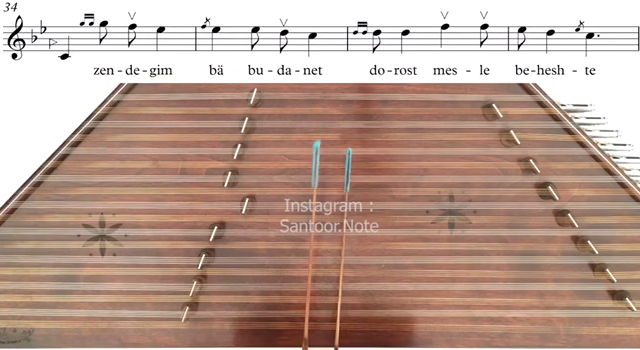 34
zen-de-gim bä bu-da-net do-rost mes-le be-hesh-te
Instagram :
Santoor.Note